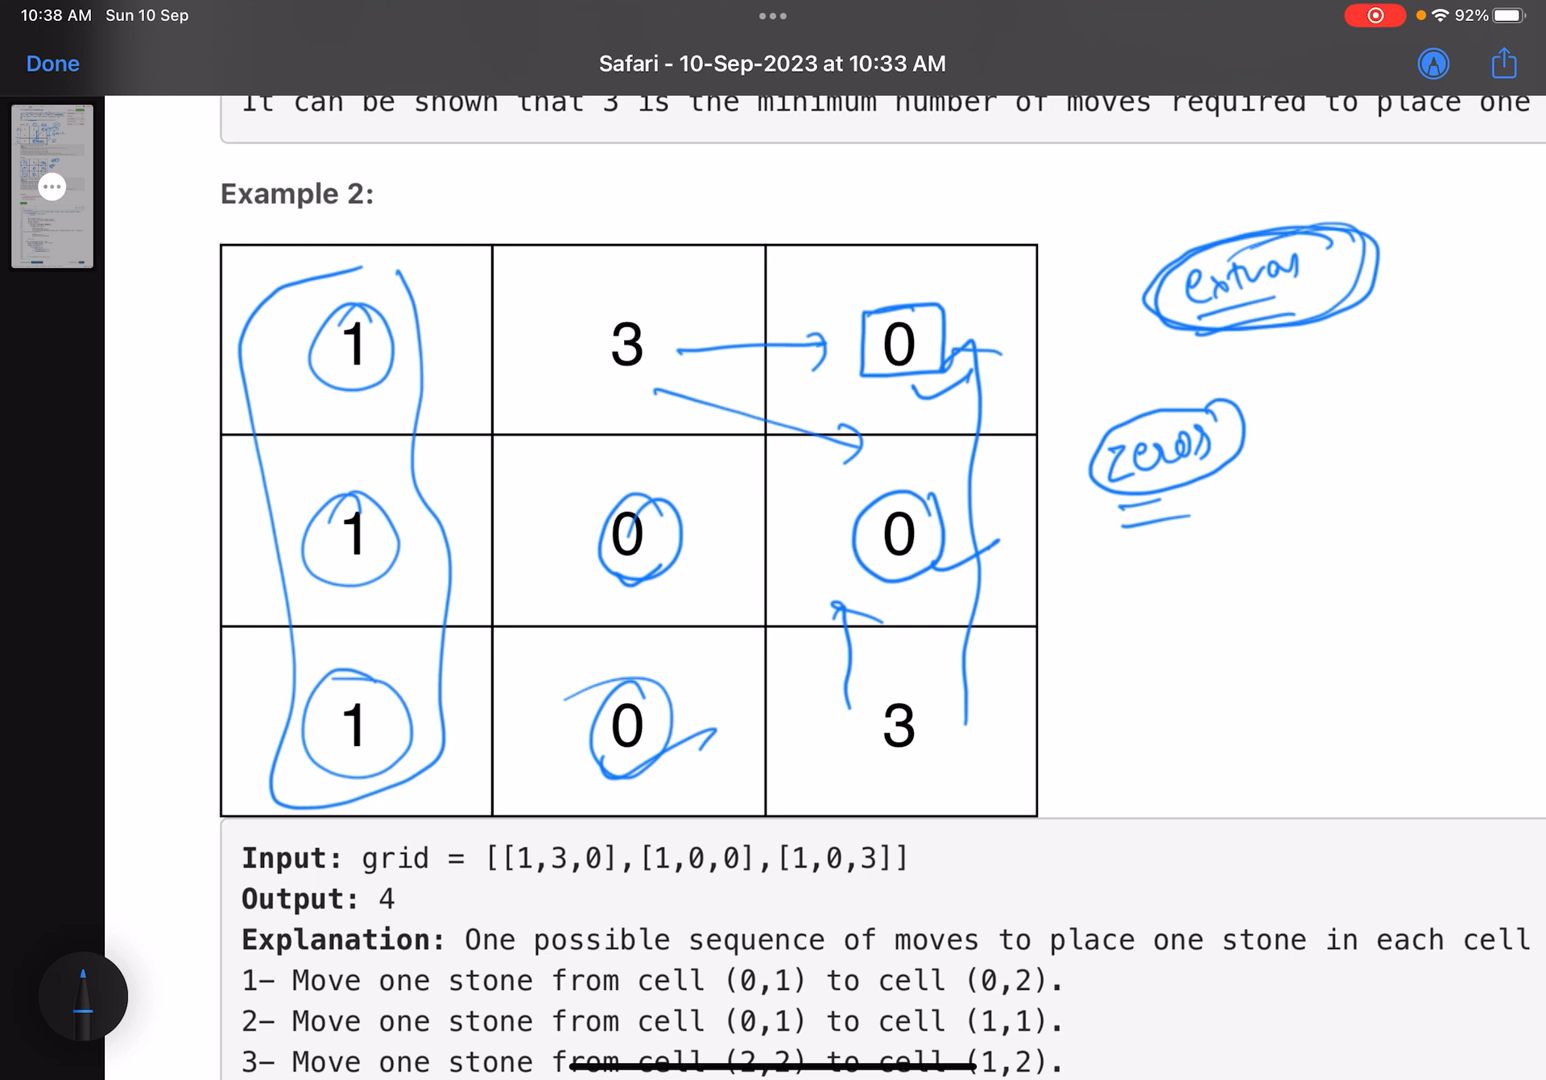 10:38 AM Sun 10 Sep
92%
Done
Safari - 10-Sep-2023 at 10:33 AM
It can be shown that 3 is the minimum number of moves required to place one
Example 2:
extras
1 3 0
zeros
1 0 0
1 0 3
Input: grid = [[1,3,0],[1,0,0],[1,0,3]]
Output: 4
Explanation: One possible sequence of moves to place one stone in each cell
1- Move one stone from cell (0,1) to cell (0,2).
2- Move one stone from cell (0,1) to cell (1,1).
3- Move one stone from cell (2,2) to cell (1,2).